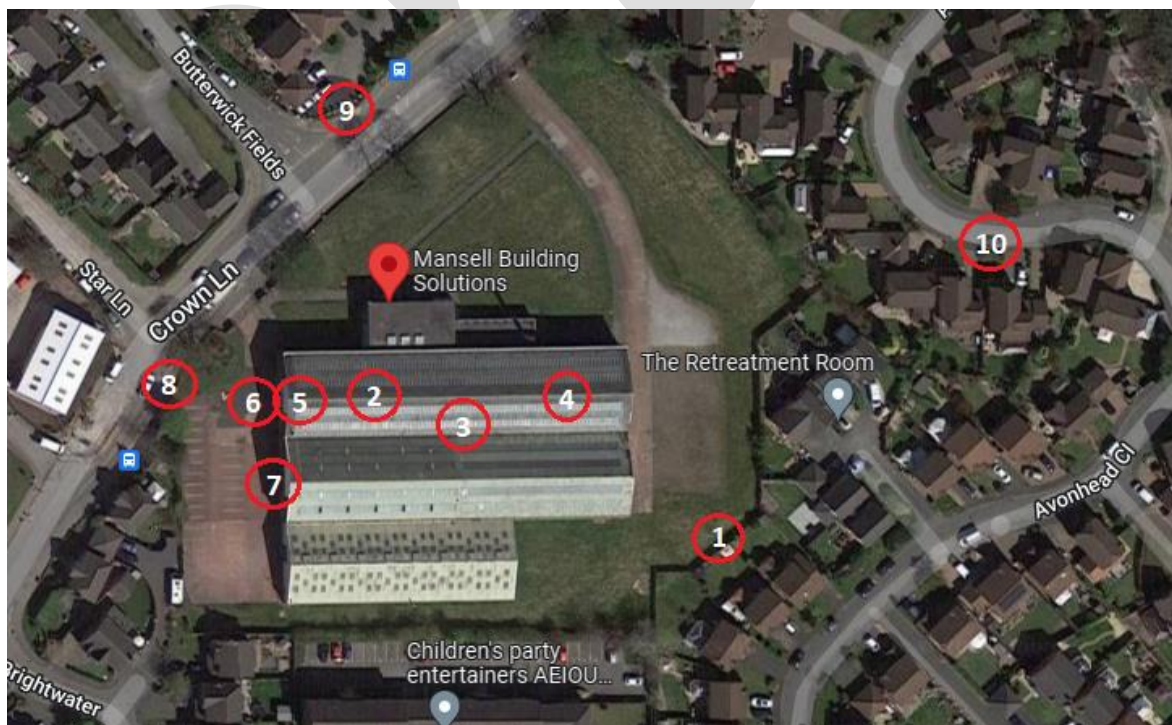 Butterwick Fields
9
10
Star Ln
Crown Ln
Mansell Building
Solutions
The Retreatment Room
8
6
5
2
4
3
7
1
Avonhead Cl
Children's party
entertainers AEIOU...
Brightwater